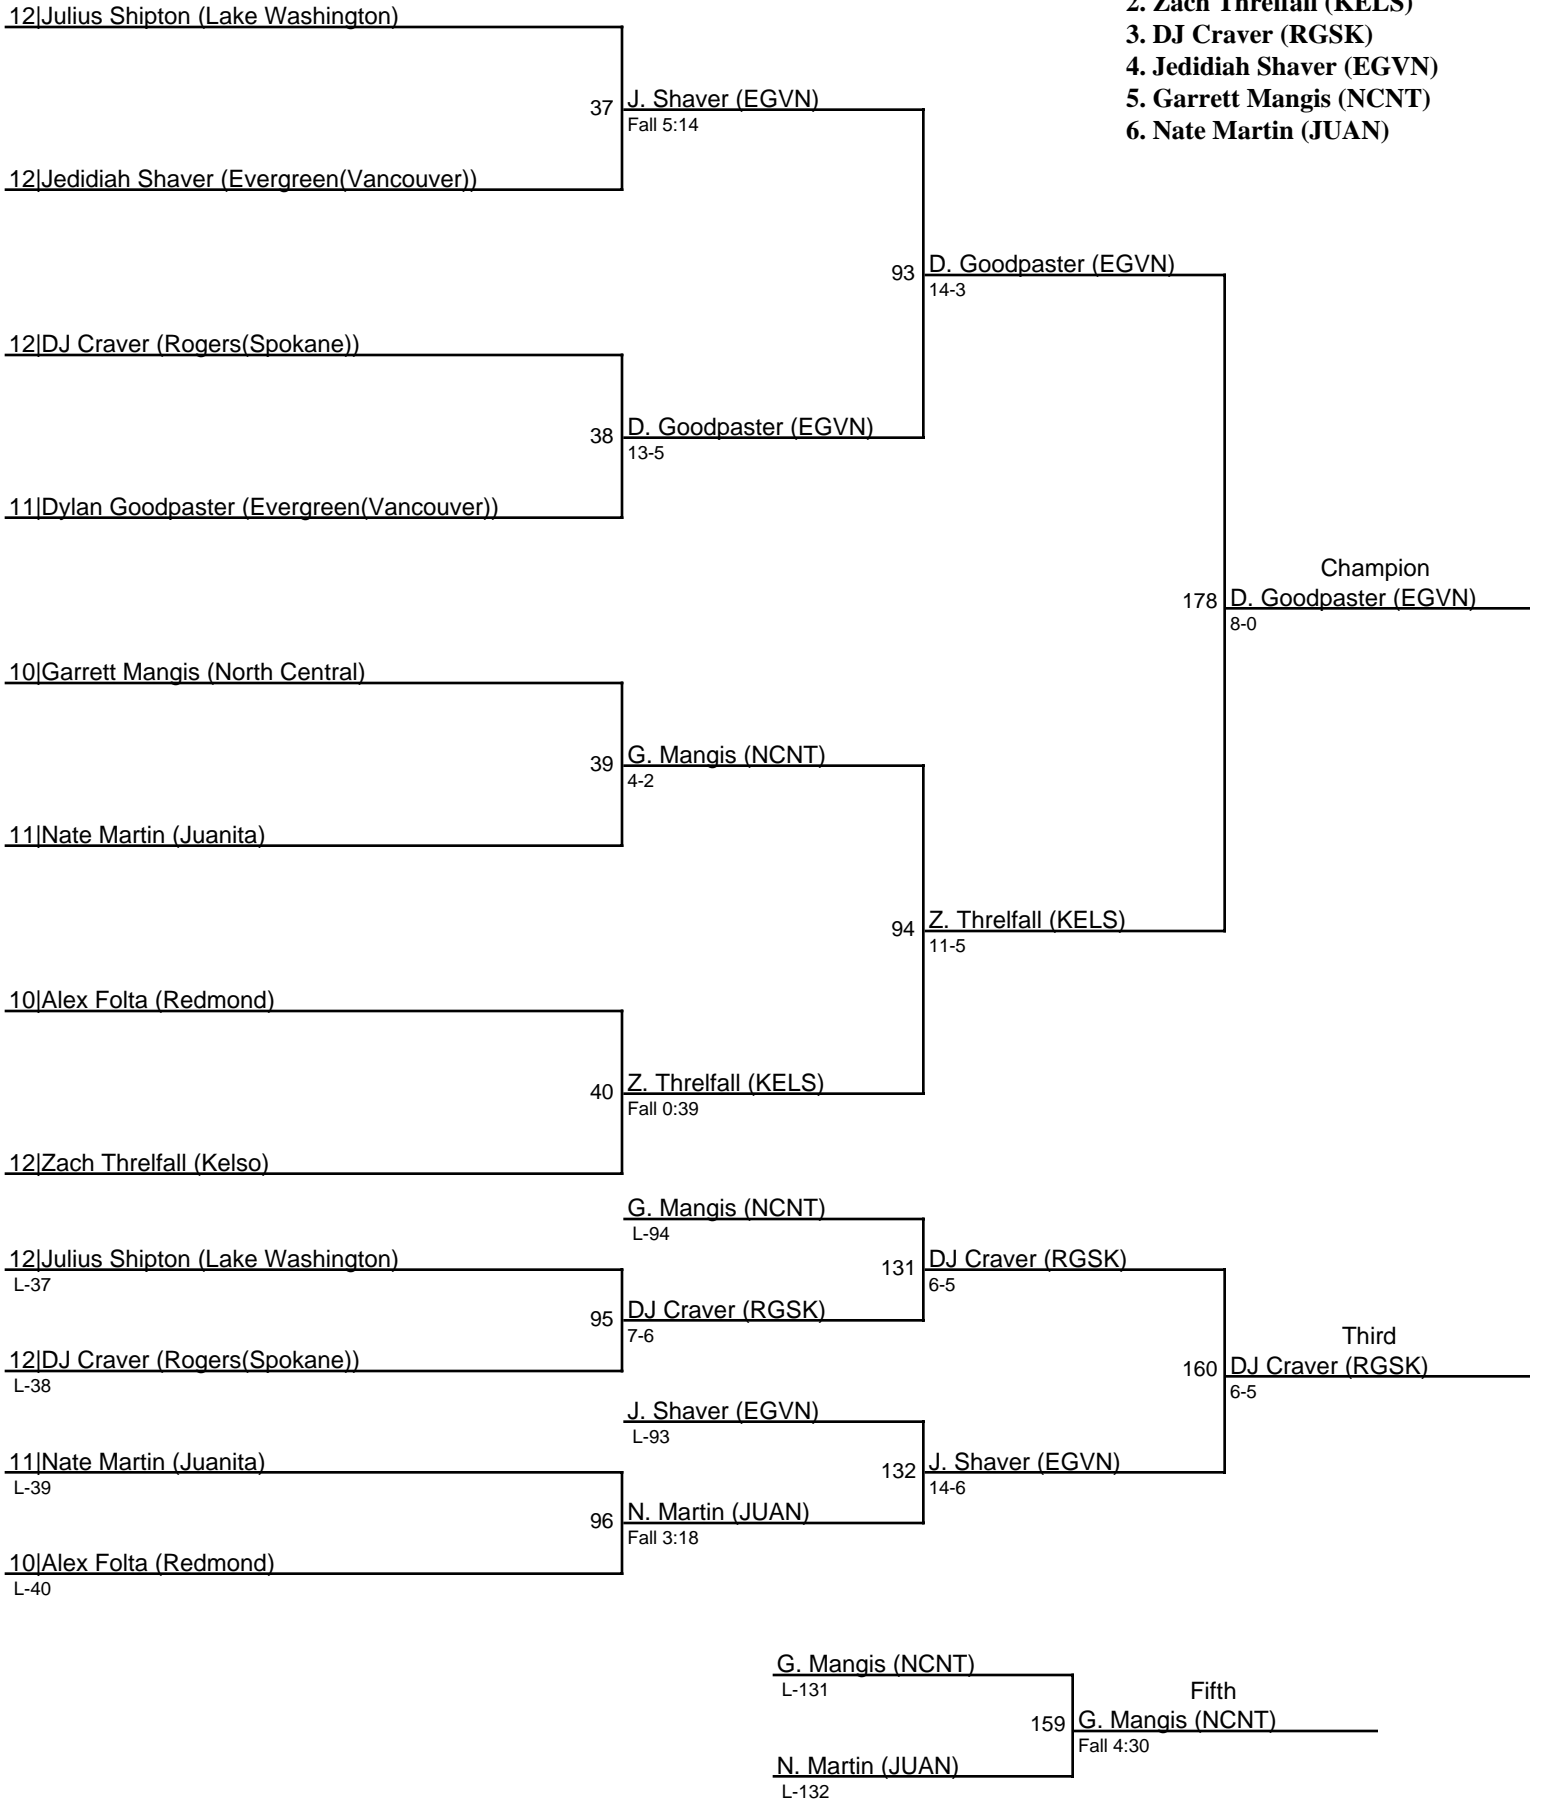 12|Julius Shipton (Lake Washington)
2. Zach Threlfall (KELS)
3. DJ Craver (RGSK)
4. Jedidiah Shaver (EGVN)
5. Garrett Mangis (NCNT)
6. Nate Martin (JUAN)
37 J. Shaver (EGVN)
Fall 5:14
12|Jedidiah Shaver (Evergreen(Vancouver))
93 D. Goodpaster (EGVN)
14-3
12|DJ Craver (Rogers(Spokane))
38 D. Goodpaster (EGVN)
13-5
11|Dylan Goodpaster (Evergreen(Vancouver))
Champion
178 D. Goodpaster (EGVN)
8-0
10|Garrett Mangis (North Central)
39 G. Mangis (NCNT)
4-2
11|Nate Martin (Juanita)
94 Z. Threlfall (KELS)
11-5
10|Alex Folta (Redmond)
40 Z. Threlfall (KELS)
Fall 0:39
12|Zach Threlfall (Kelso)
G. Mangis (NCNT)
L-94
12|Julius Shipton (Lake Washington)
L-37
131 DJ Craver (RGSK)
6-5
95 DJ Craver (RGSK)
7-6
12|DJ Craver (Rogers(Spokane))
L-38
Third
160 DJ Craver (RGSK)
6-5
J. Shaver (EGVN)
L-93
11|Nate Martin (Juanita)
L-39
132 J. Shaver (EGVN)
14-6
96 N. Martin (JUAN)
Fall 3:18
10|Alex Folta (Redmond)
L-40
G. Mangis (NCNT)
L-131
Fifth
159 G. Mangis (NCNT)
Fall 4:30
N. Martin (JUAN)
L-132